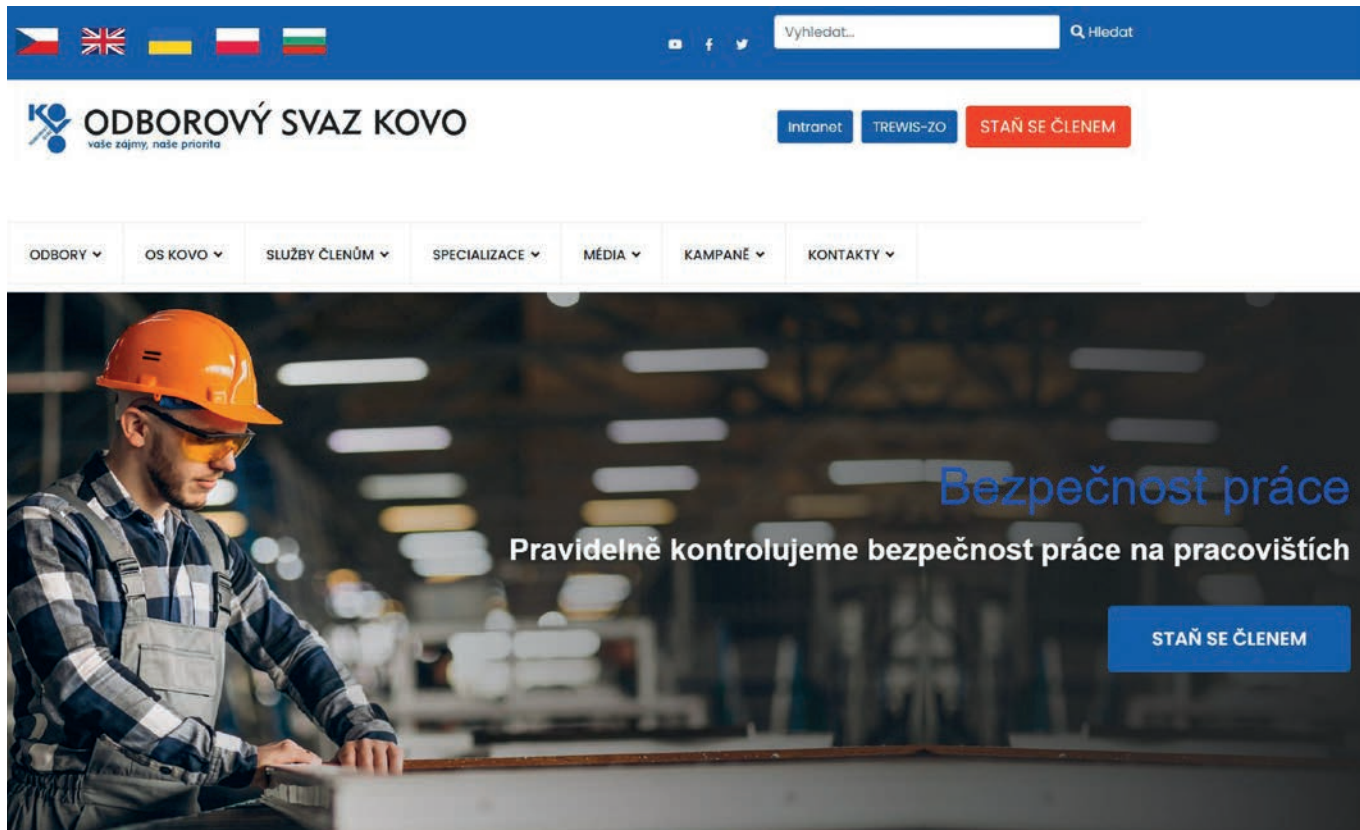 Vyhledat...
Hledat
ODBOROVÝ SVAZ KOVO
vaše zájmy, naše priorita
Intranet
TREWIS-ZO
STAŇ SE ČLENEM
ODBORY
OS KOVO
SLUŽBY ČLENŮM
SPECIALIZACE
MÉDIA
KAMPANĚ
KONTAKTY
Bezpečnost práce
Pravidelně kontrolujeme bezpečnost práce na pracovištích
STAŇ SE ČLENEM